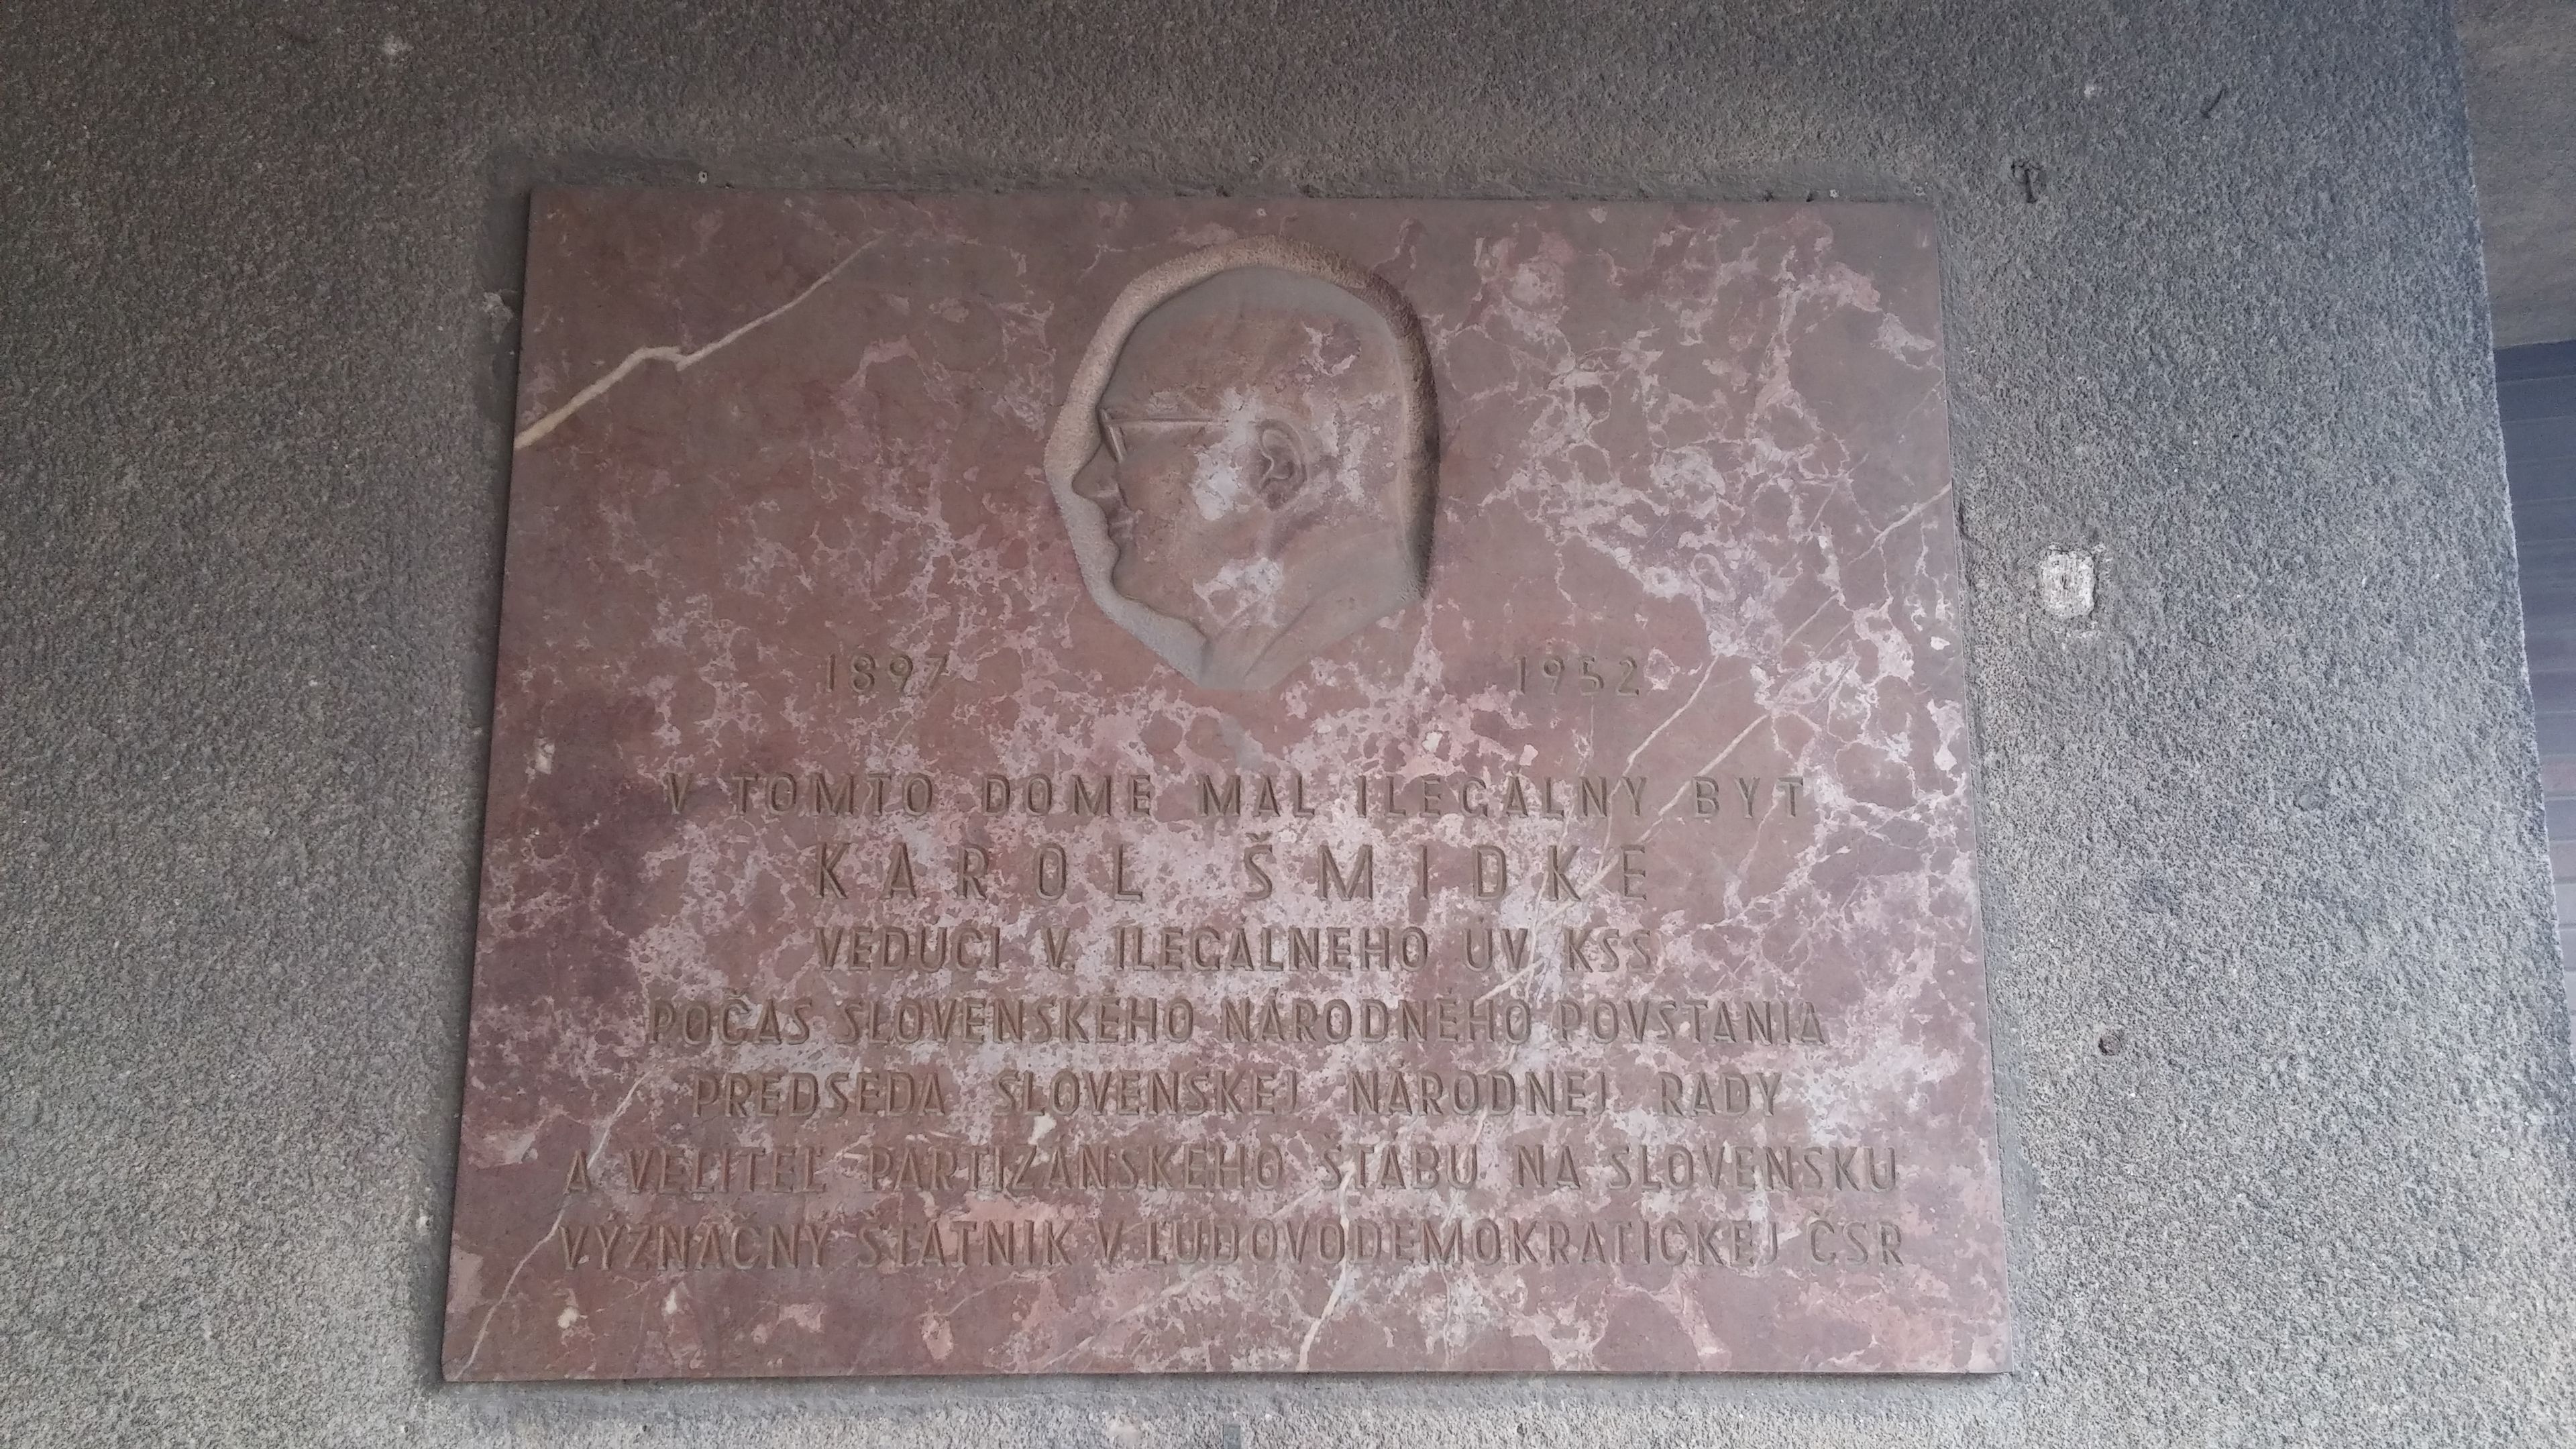 1897 1952
V TOMTO DOME MAL ILEGÁLNY BYT
KAROL ŠMIDKE
VEDÚCI V. ILEGÁLNEHO ÚV KSS
POČAS SLOVENSKÉHO NÁRODNÉHO POVSTANIA
PREDSEDA SLOVENSKEJ NÁRODNEJ RADY
A VELITEĽ PARTIZÁNSKEHO ŠTÁBU NA SLOVENSKU
VÝZNAČNÝ ŠTÁTNIK V ĽUDOVODEMOKRATICKEJ ČSR